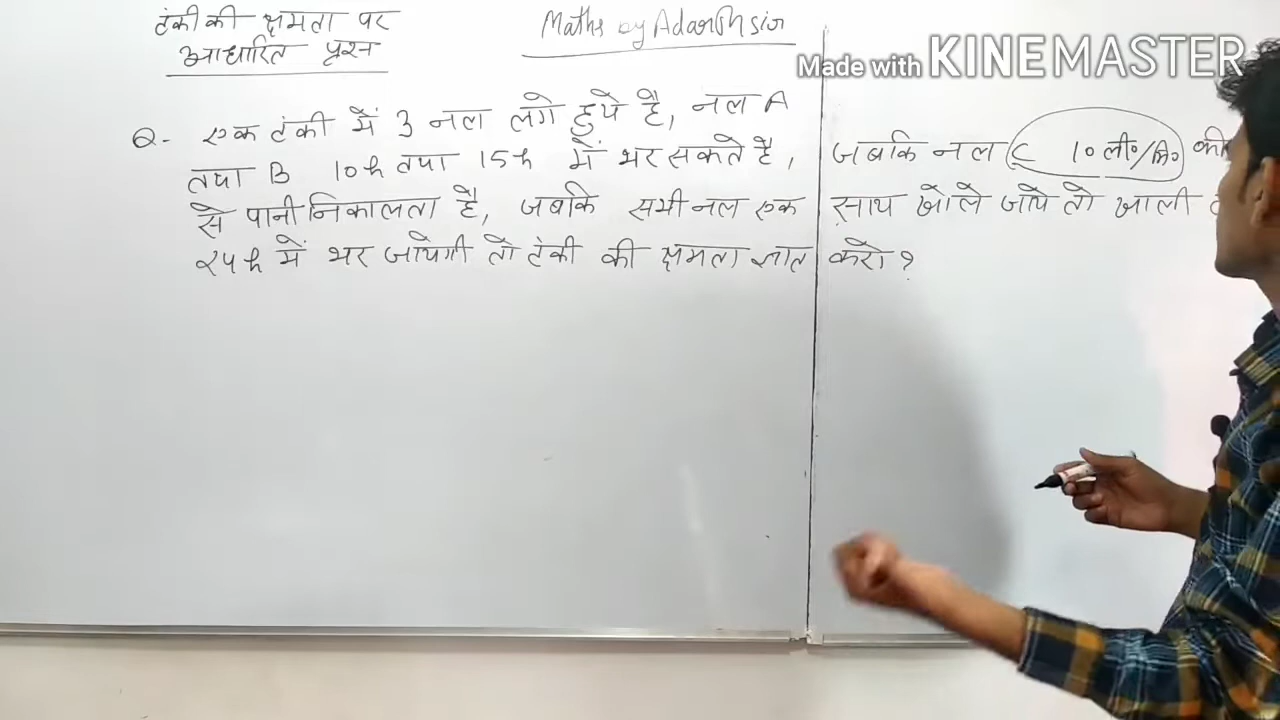 टंकी की क्षमता पर
आधारित प्रश्न
Maths by Adarsh sir
Made with KINEMASTER
Q- एक टंकी में 3 नल लगे हुये है, नल A
तथा B 10h तथा 15h में भर सकते है, जबकि नल C 10 ली०/मि० की
से पानी निकालता है, जबकि सभी नल एक साथ खोले जाये तो खाली
24h में भर जायेगी तो टंकी की क्षमता ज्ञात करो?